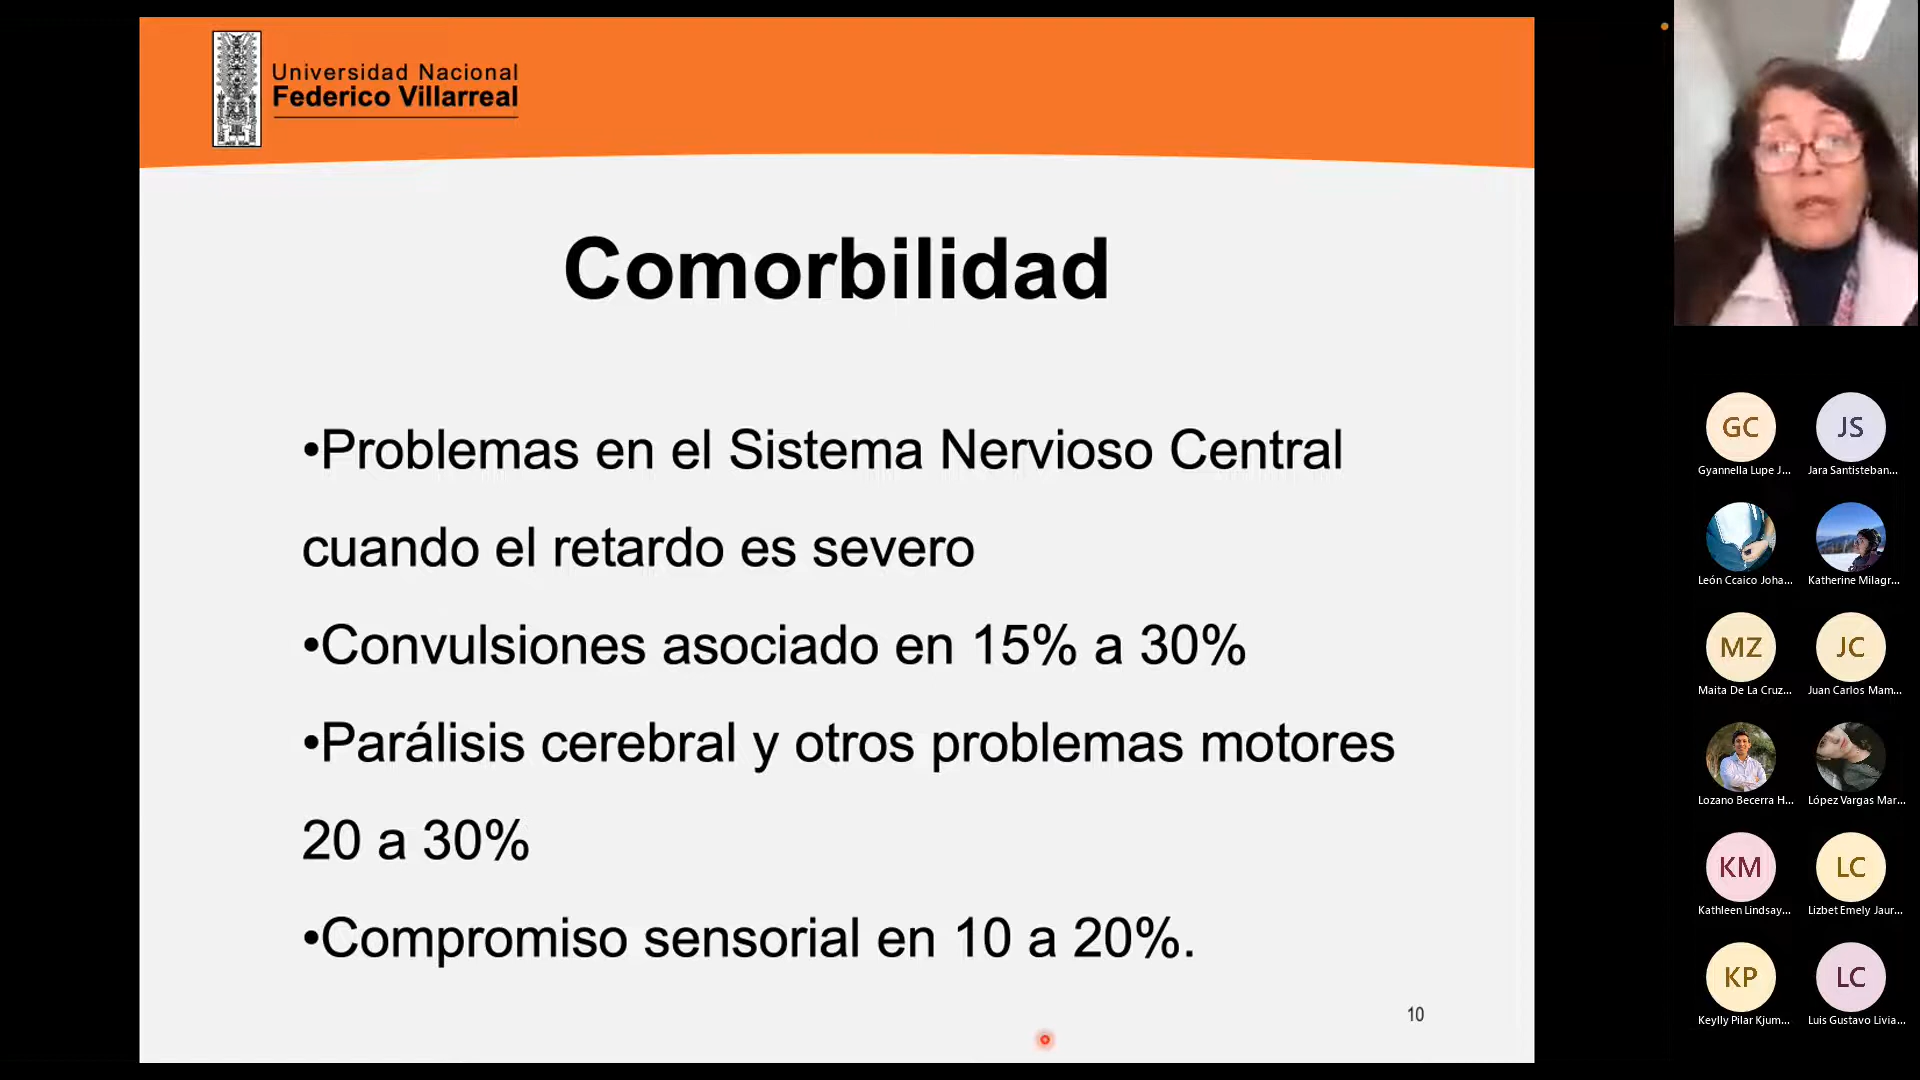 Universidad Nacional
Federico Villarreal
Comorbilidad
•Problemas en el Sistema Nervioso Central
cuando el retardo es severo
•Convulsiones asociado en 15% a 30%
•Parálisis cerebral y otros problemas motores
20 a 30%
•Compromiso sensorial en 10 a 20%.
10
GC
JS
Gyannella Lupe J...
Jara Santisteban...
León Ccaico Joha...
Katherine Milagr...
MZ
JC
Maita De La Cruz...
Juan Carlos Mam...
Lozano Becerra H...
López Vargas Mar...
KM
LC
Kathleen Lindsay...
Lizbet Emely Jaur...
KP
LC
Keylly Pilar Kjum...
Luis Gustavo Livia...